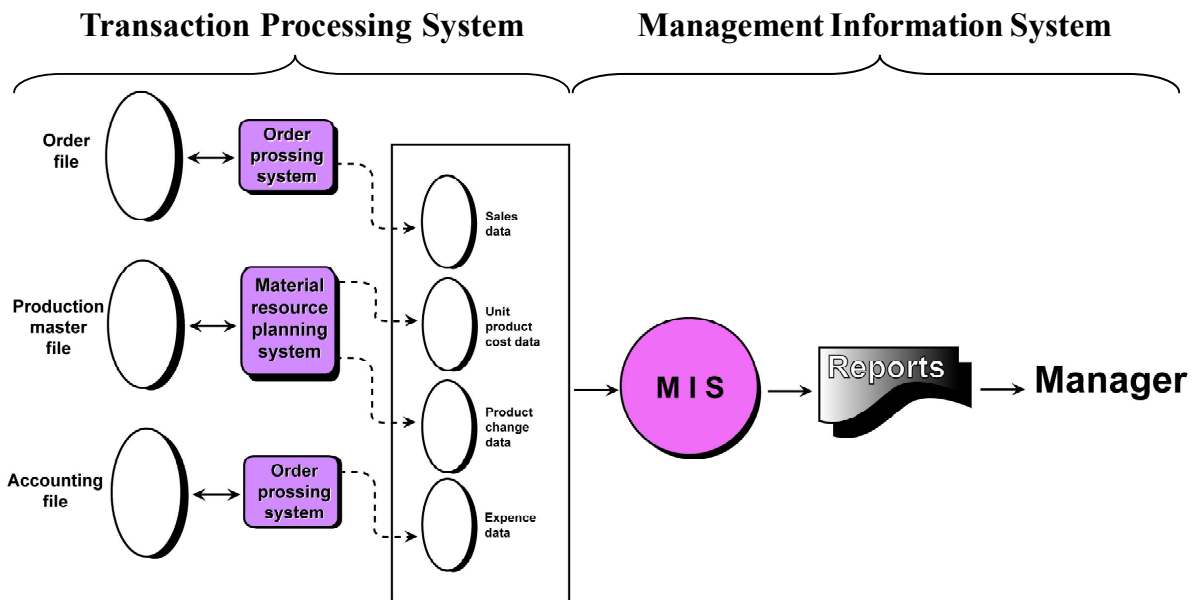 Transaction Processing System
Management Information System
Order
file
Order
prossing
system
Sales
data
Production
master
file
Material
resource
planning
system
Unit
product
cost data
Product
change
data
Accounting
file
Order
prossing
system
Expence
data
M I S
Reports
Manager